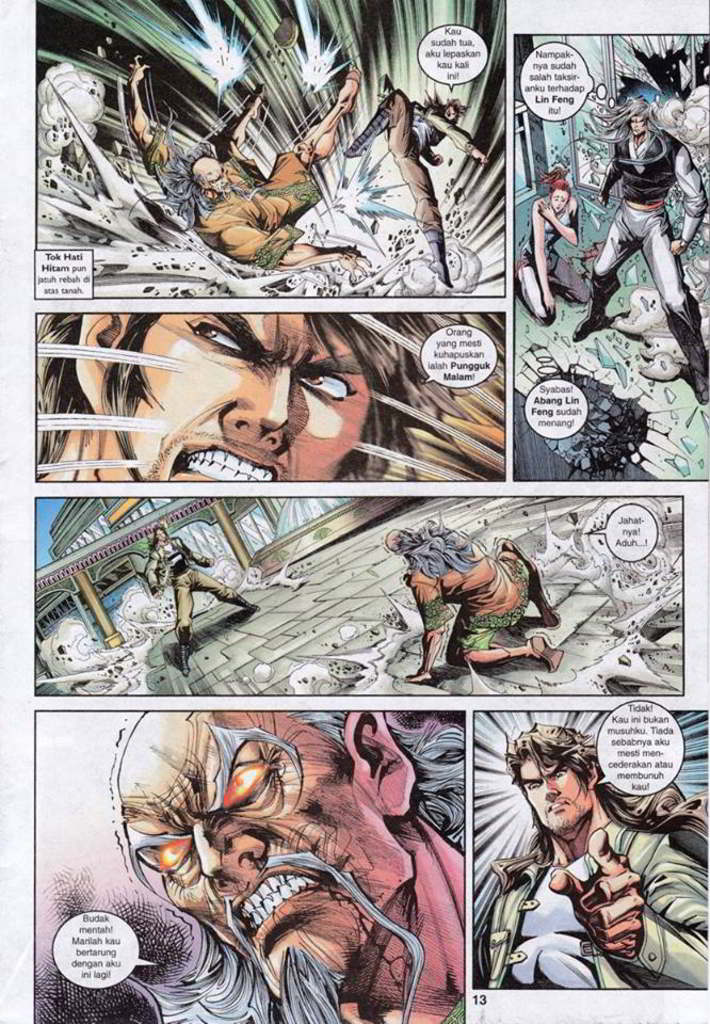 Kau
sudah tua,
aku lepaskan
kau kali
ini!
Tok Hati
Hitam pun
jatuh rebah di
atas tanah.
Nampak-
nya sudah
salah taksir-
anku terhadap
Lin Feng
itu!
Syabas!
Abang Lin
Feng sudah
menang!
Orang
yang mesti
kuhapuskan
ialah Pungguk
Malam!
Jahat-
nya!
Aduh...!
Budak
mentah!
Marilah kau
bertarung
dengan aku
ini lagi!
Tidak!
Kau ini bukan
musuhku. Tiada
sebabnya aku
mesti men-
cederakan atau
membunuh
kau!
13